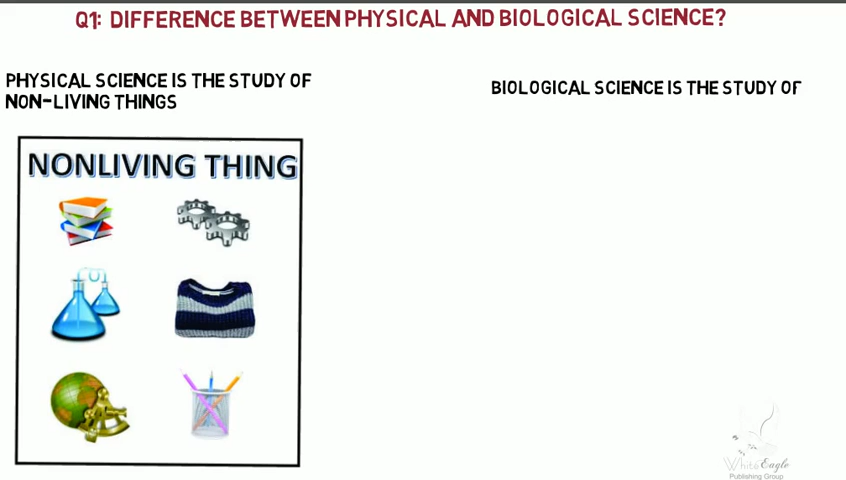 Q1: DIFFERENCE BETWEEN PHYSICAL AND BIOLOGICAL SCIENCE?
PHYSICAL SCIENCE IS THE STUDY OF
NON-LIVING THINGS
BIOLOGICAL SCIENCE IS THE STUDY OF
NONLIVING THING
White Eagle
Publishing Group